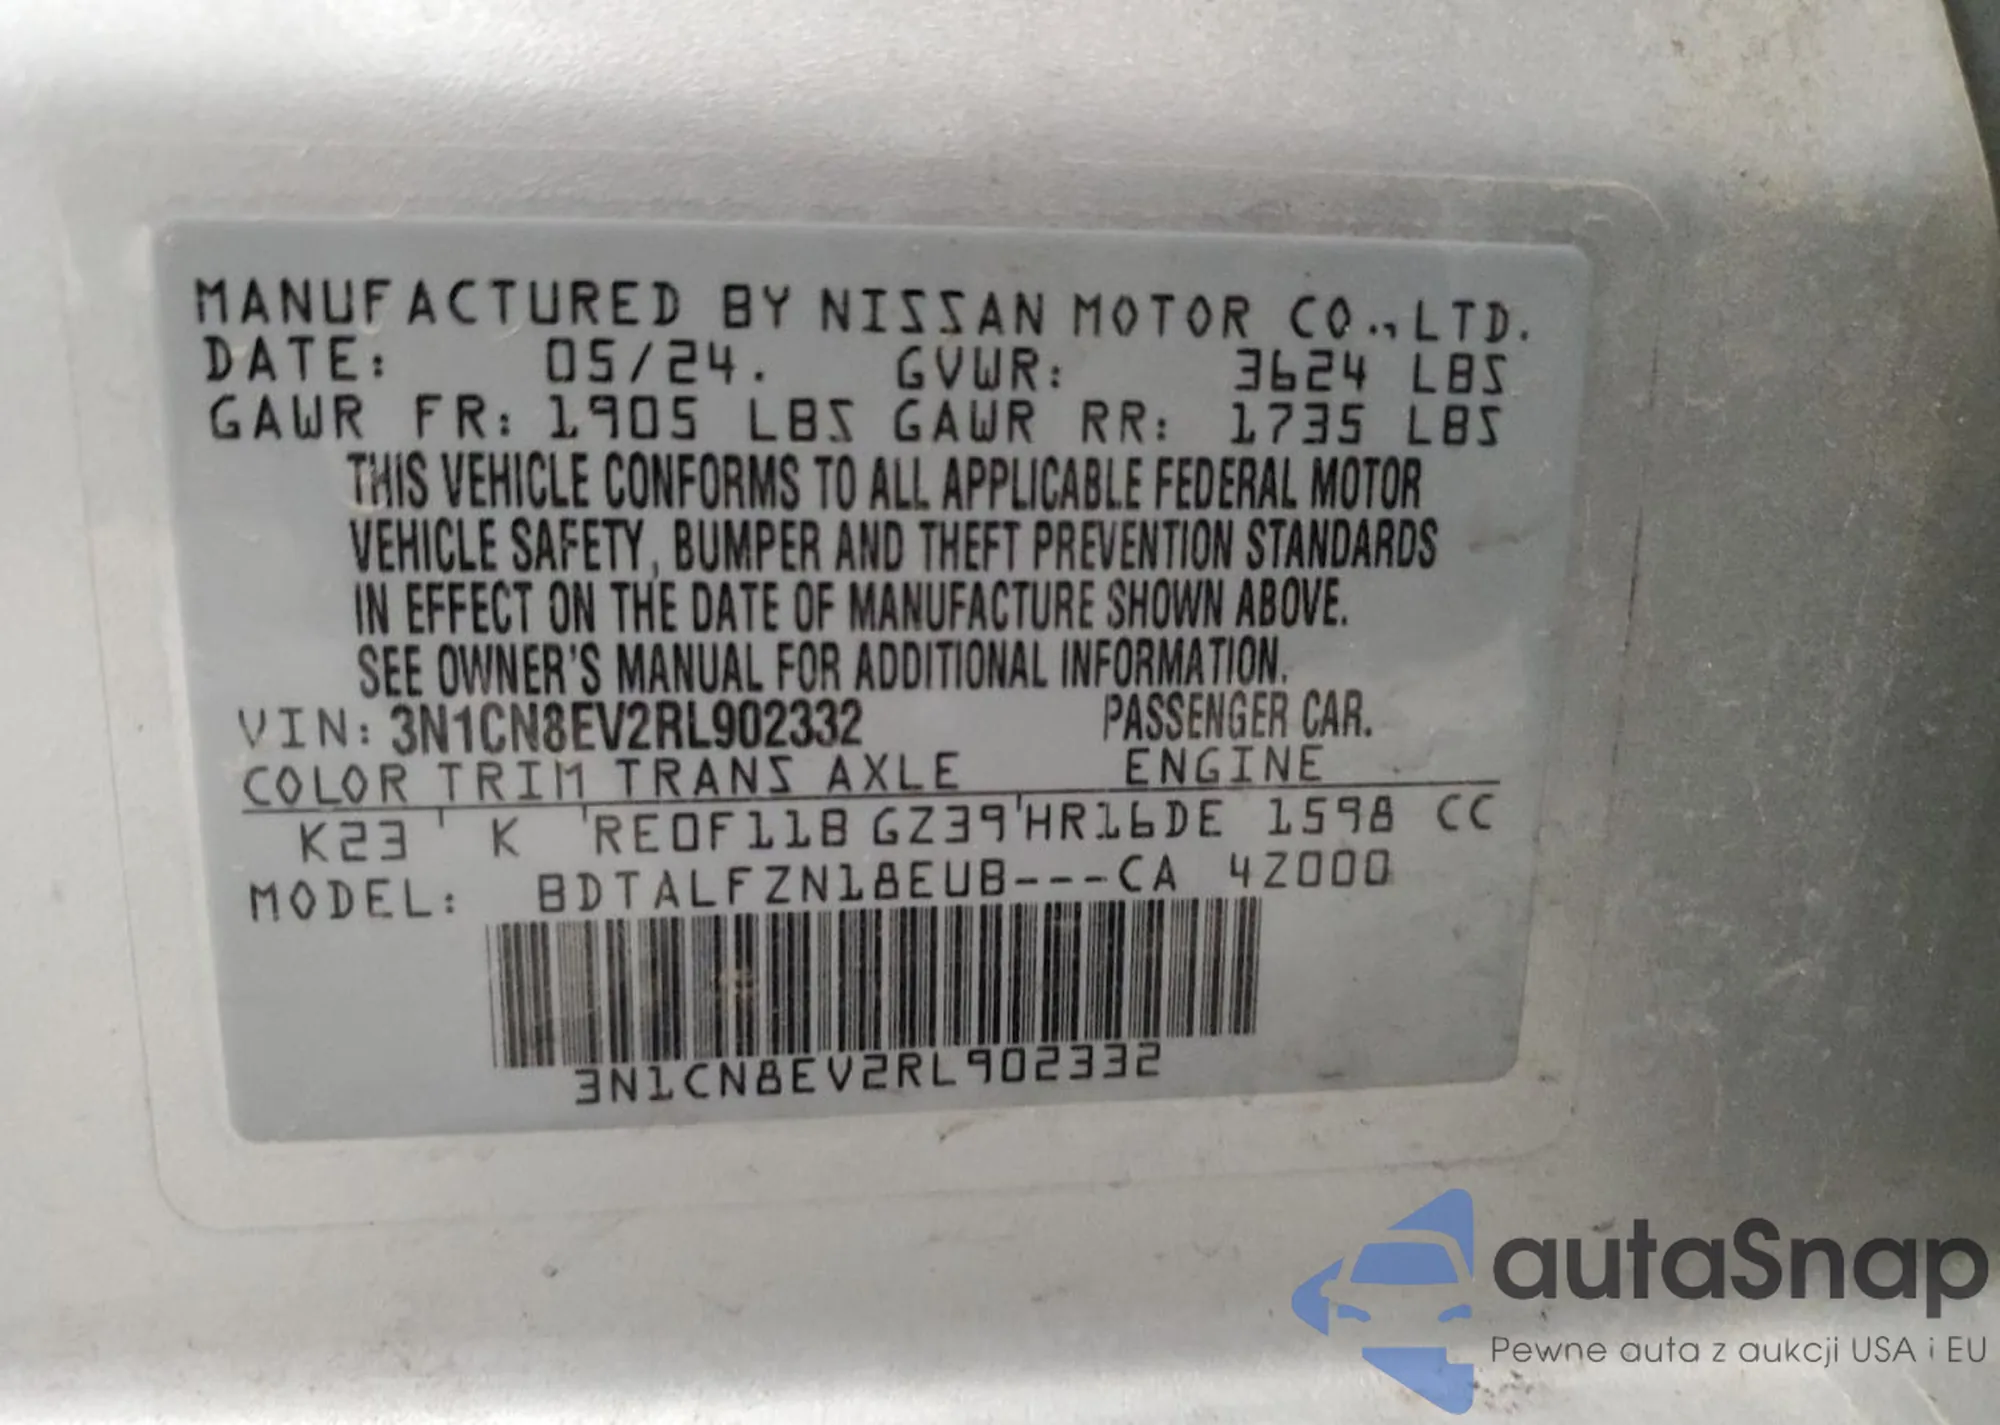 MANUFACTURED BY NISSAN MOTOR CO.,LTD.
DATE: 05/24. GVWR: 3624 LBS
GAWR FR: 1905 LBS GAWR RR: 1735 LBS
THIS VEHICLE CONFORMS TO ALL APPLICABLE FEDERAL MOTOR
VEHICLE SAFETY, BUMPER AND THEFT PREVENTION STANDARDS
IN EFFECT ON THE DATE OF MANUFACTURE SHOWN ABOVE.
SEE OWNER'S MANUAL FOR ADDITIONAL INFORMATION.
VIN: 3N1CN8EV2RL902332 PASSENGER CAR.
COLOR TRIM TRANS AXLE ENGINE
K23 K RE0F11B GZ39 HR16DE 1598 CC
MODEL: BDTALFZN18EUB---CA 4Z000
3N1CN8EV2RL902332
autaSnap
Pewne auta z aukcji USA i EU